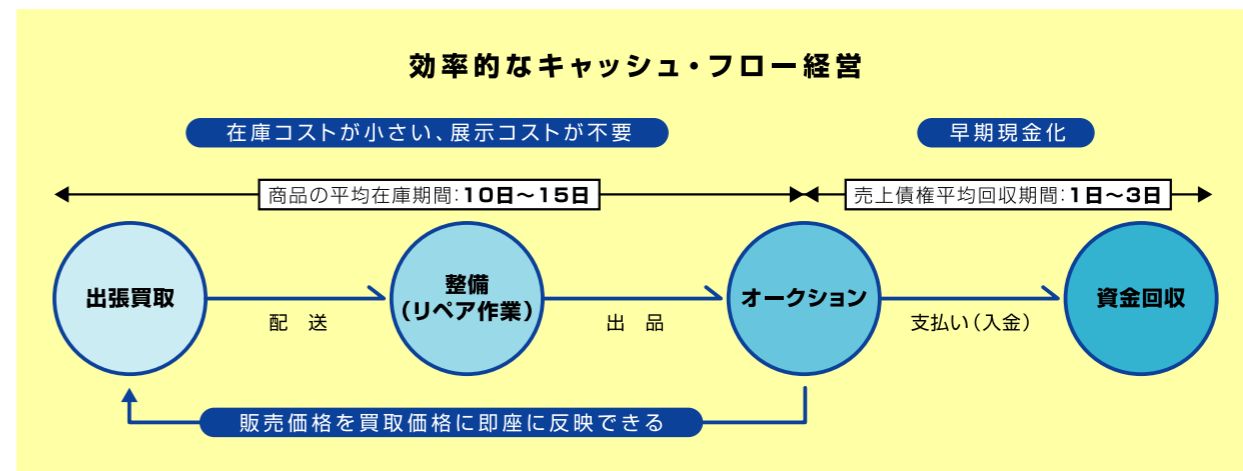 効率的なキャッシュ・フロー経営
在庫コストが小さい、展示コストが不要
早期現金化
商品の平均在庫期間:10日～15日
売上債権平均回収期間:1日～3日
出張買取
配 送
整備
(リペア作業)
出 品
オークション
支払い(入金)
資金回収
販売価格を買取価格に即座に反映できる